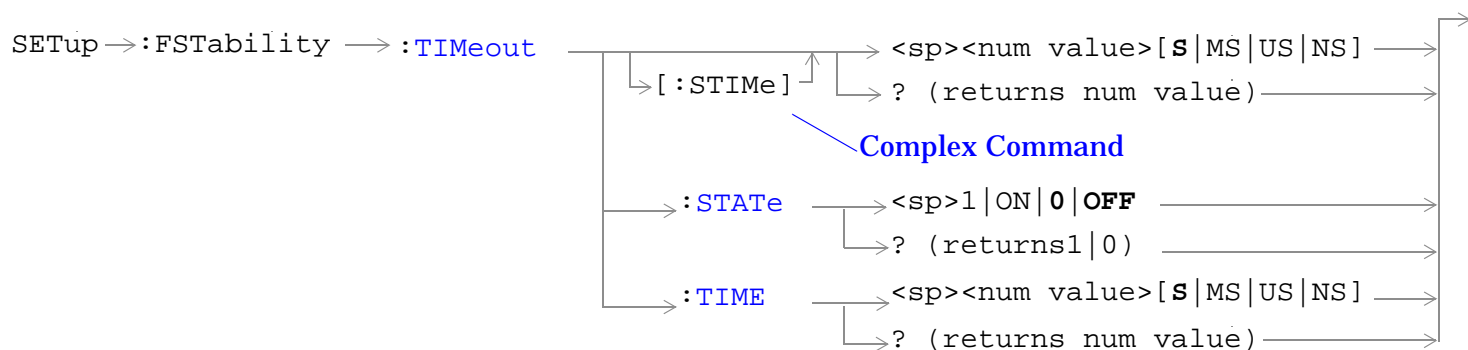 SETup :FSTability :TIMeout <sp><num value>[S|MS|US|NS]
[:STIMe] ? (returns num value)
Complex Command
:STATe <sp>1|ON|0|OFF
? (returns1|0)
:TIME <sp><num value>[S|MS|US|NS]
? (returns num value)